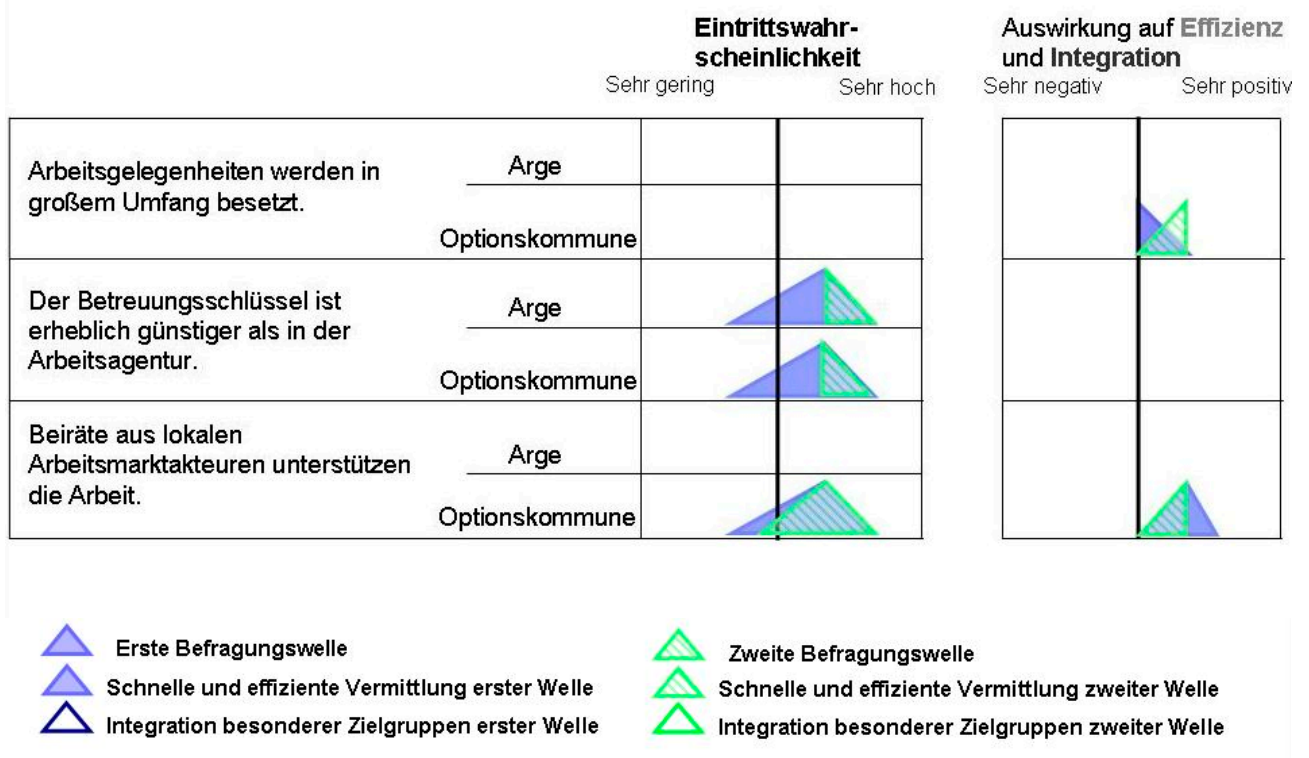 Eintrittswahr-
scheinlichkeit
Auswirkung auf Effizienz
und Integration
Sehr gering
Sehr hoch
Sehr negativ
Sehr positiv
Arbeitsgelegenheiten werden in
großem Umfang besetzt.
Arge
Optionskommune
Der Betreuungsschlüssel ist
erheblich günstiger als in der
Arbeitsagentur.
Arge
Optionskommune
Beiräte aus lokalen
Arbeitsmarktakteuren unterstützen
die Arbeit.
Arge
Optionskommune
Erste Befragungswelle
Schnelle und effiziente Vermittlung erster Welle
Integration besonderer Zielgruppen erster Welle
Zweite Befragungswelle
Schnelle und effiziente Vermittlung zweiter Welle
Integration besonderer Zielgruppen zweiter Welle